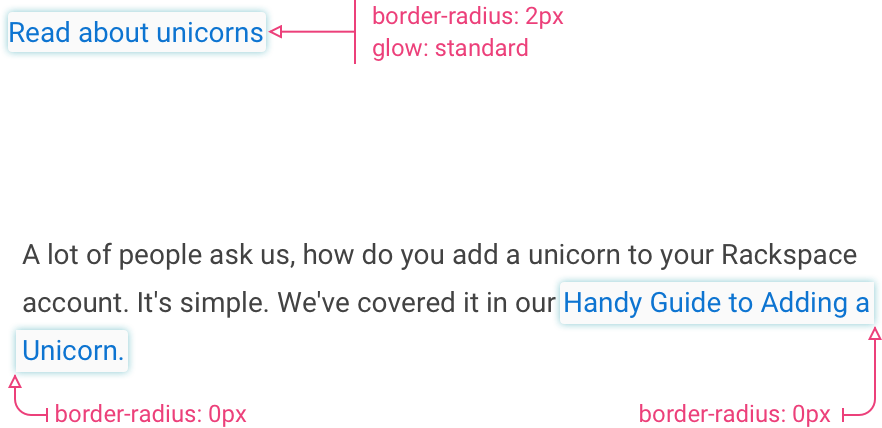 Read about unicorns
border-radius: 2px
glow: standard
A lot of people ask us, how do you add a unicorn to your Rackspace
account. It's simple. We've covered it in our Handy Guide to Adding a
Unicorn.
border-radius: 0px
border-radius: 0px